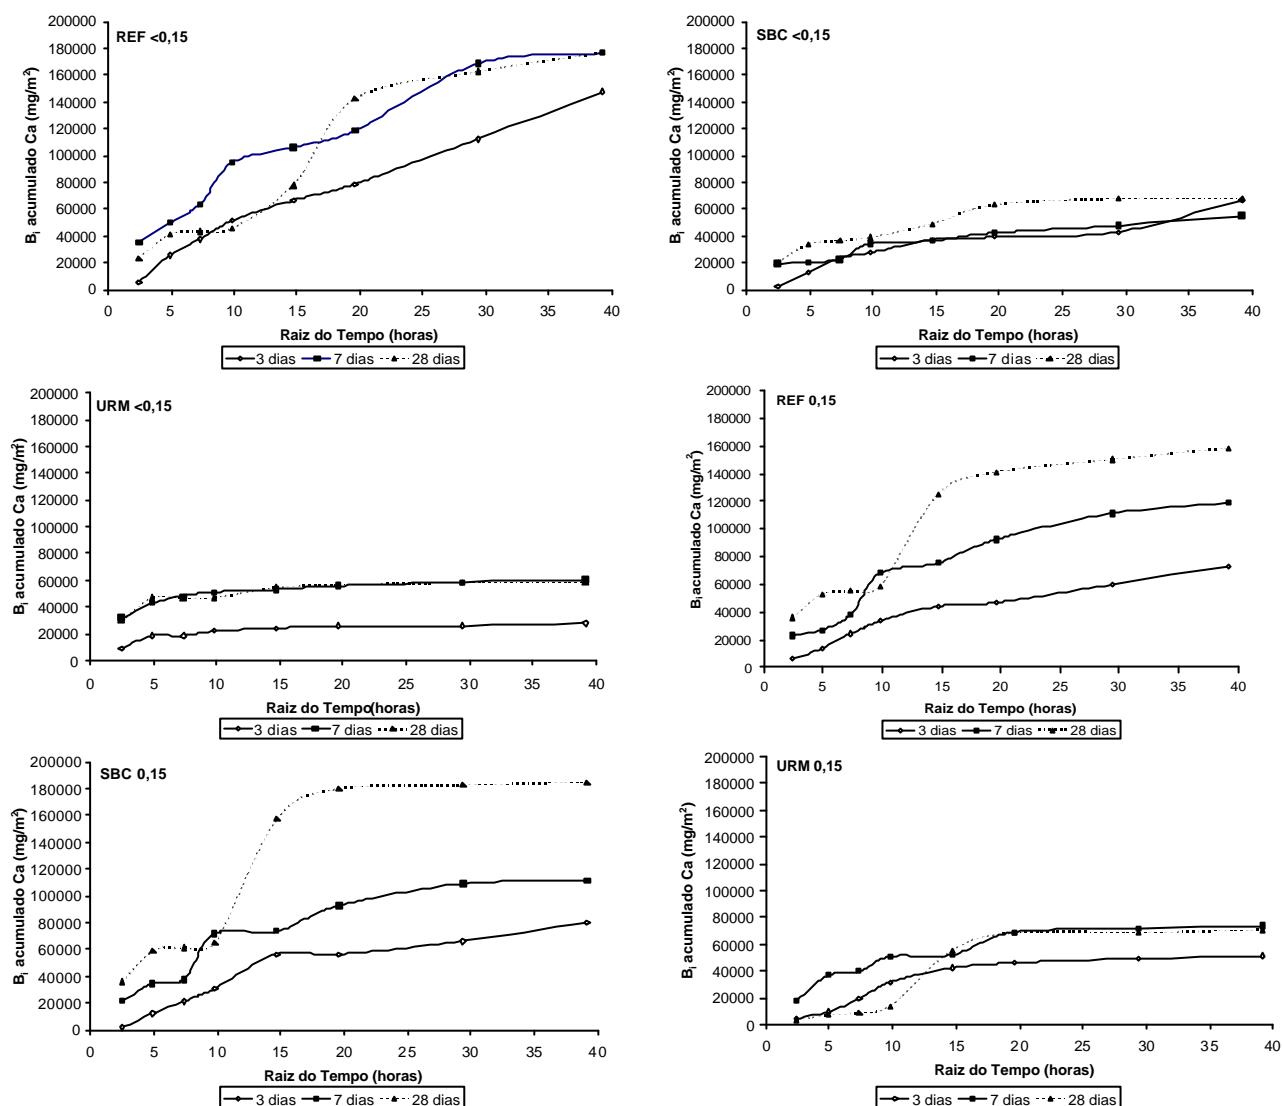 REF <0,15
Bi acumulado Ca (mg/m²)
200000
180000
160000
140000
120000
100000
80000
60000
40000
20000
0
0 5 10 15 20 25 30 35 40
Raiz do Tempo (horas)
3 dias 7 dias 28 dias
SBC <0,15
Bi acumulado Ca (mg/m²)
200000
180000
160000
140000
120000
100000
80000
60000
40000
20000
0
0 5 10 15 20 25 30 35 40
Raiz do Tempo (horas)
3 dias 7 dias 28 dias
URM <0,15
Bi acumulado Ca (mg/m²)
200000
180000
160000
140000
120000
100000
80000
60000
40000
20000
0
0 5 10 15 20 25 30 35 40
Raiz do Tempo(horas)
3 dias 7 dias 28 dias
REF 0,15
Bi acumulado Ca (mg/m²)
200000
180000
160000
140000
120000
100000
80000
60000
40000
20000
0
0 5 10 15 20 25 30 35 40
Raiz do Tempo (horas)
3 dias 7 dias 28 dias
SBC 0,15
Bi acumulado Ca (mg/m²)
200000
180000
160000
140000
120000
100000
80000
60000
40000
20000
0
0 5 10 15 20 25 30 35 40
Raiz do Tempo (horas)
3 dias 7 dias 28 dias
URM 0,15
Bi acumulado Ca (mg/m²)
200000
180000
160000
140000
120000
100000
80000
60000
40000
20000
0
0 5 10 15 20 25 30 35 40
Raiz do Tempo (horas)
3 dias 7 dias 28 dias